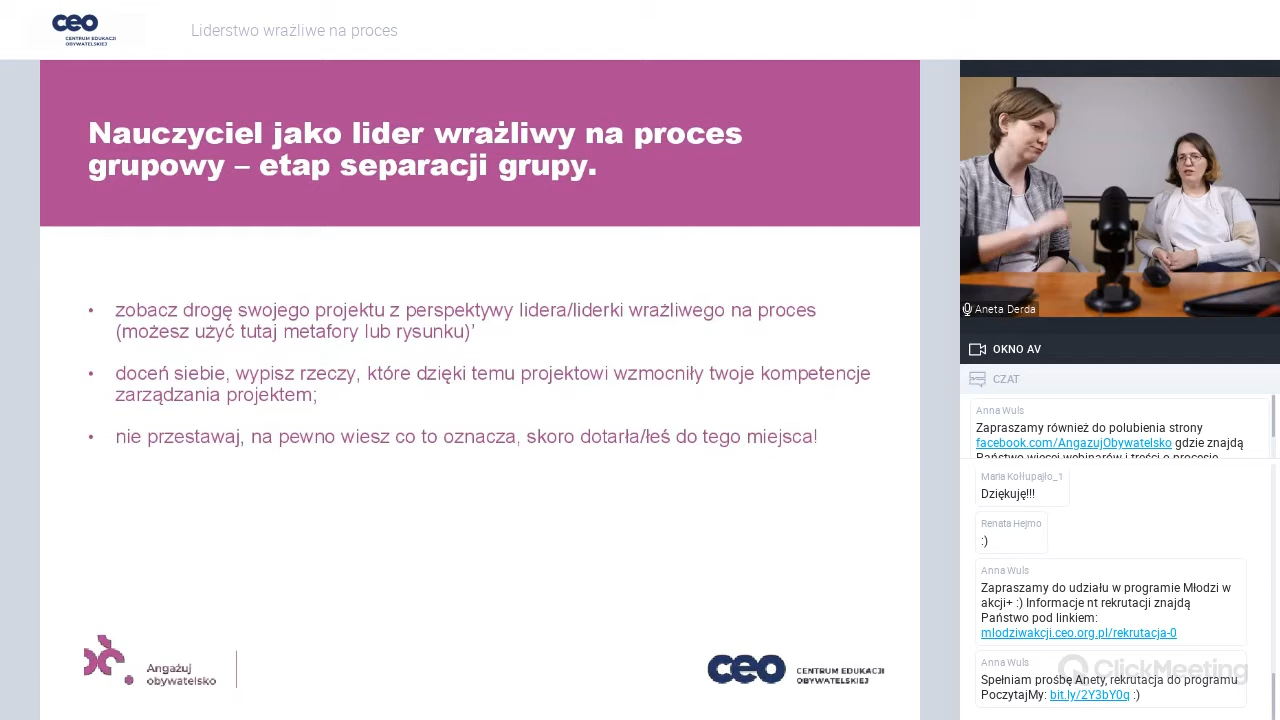 ceo
CENTRUM EDUKACJI
OBYWATELSKIEJ
Liderstwo wrażliwe na proces
Nauczyciel jako lider wrażliwy na proces
grupowy – etap separacji grupy.
• zobacz drogę swojego projektu z perspektywy lidera/liderki wrażliwego na proces
(możesz użyć tutaj metafory lub rysunku)’
• doceń siebie, wypisz rzeczy, które dzięki temu projektowi wzmocniły twoje kompetencje
zarządzania projektem;
• nie przestawaj, na pewno wiesz co to oznacza, skoro dotarła/łeś do tego miejsca!
Angażuj
obywatelsko
ceo
CENTRUM EDUKACJI
OBYWATELSKIEJ
Aneta Derda
OKNO AV
CZAT
Anna Wuls
Zapraszamy również do polubienia strony
facebook.com/AngazujObywatelsko gdzie znajdą
Państwo więcej webinarów i treści o procesie
Maria Kołłupajło_1
Dziękuję!!!
Renata Hejmo
:)
Anna Wuls
Zapraszamy do udziału w programie Młodzi w
akcji+ :) Informacje nt rekrutacji znajdą
Państwo pod linkiem:
mlodziwakcji.ceo.org.pl/rekrutacja-0
Anna Wuls
ClickMeeting
Spełniam prośbę Anety, rekrutacja do programu
PoczytajMy: bit.ly/2Y3bY0q :)